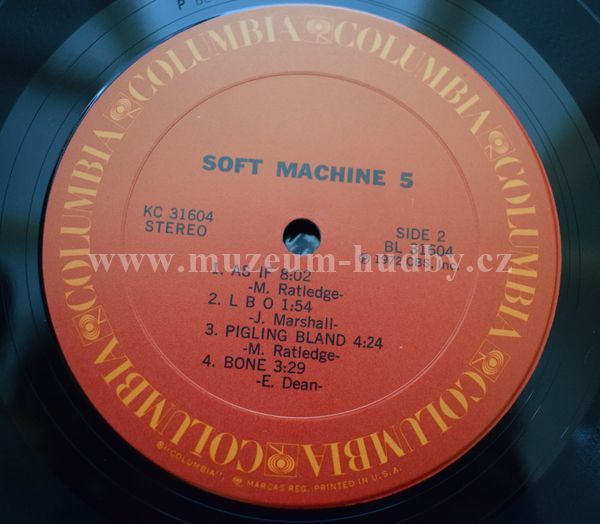 COLUMBIA COLUMBIA COLUMBIA COLUMBIA COLUMBIA COLUMBIA
SOFT MACHINE 5
KC 31604
STEREO
SIDE 2
BL 31604
℗ 1972 CBS, Inc.
www.muzeum-hudby.cz
1. AS IF 8:02
-M. Ratledge-
2. L B O 1:54
-J. Marshall-
3. PIGLING BLAND 4:24
-M. Ratledge-
4. BONE 3:29
-E. Dean-
®"COLUMBIA", MARCAS REG. PRINTED IN U.S.A.